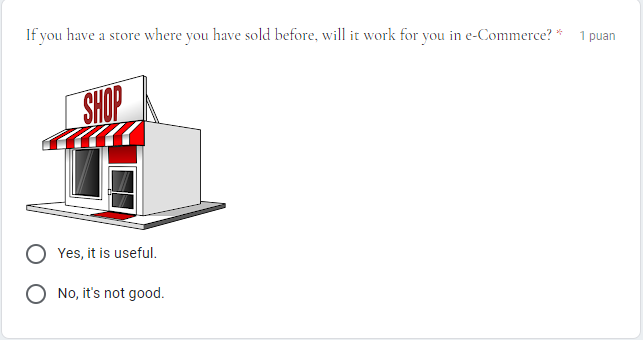 If you have a store where you have sold before, will it work for you in e-Commerce? * 1 puan
SHOP
Yes, it is useful.
No, it's not good.